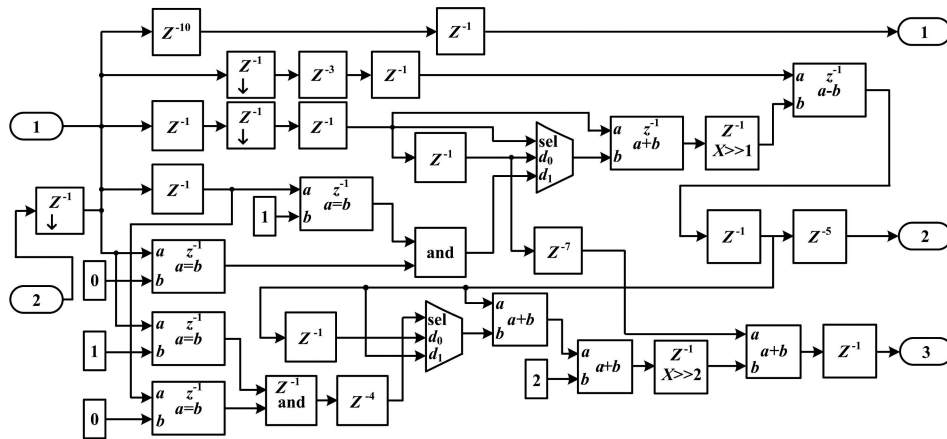 Z⁻¹⁰
Z⁻¹
1
Z⁻¹
↓
Z⁻³
Z⁻¹
a
b
z⁻¹
a-b
1
Z⁻¹
Z⁻¹
↓
Z⁻¹
sel
d₀
d₁
a
b
z⁻¹
a+b
Z⁻¹
X>>1
Z⁻¹
Z⁻¹
1
a
b
z⁻¹
a=b
Z⁻¹
↓
2
0
a
b
z⁻¹
a=b
and
Z⁻⁷
Z⁻¹
Z⁻⁵
2
1
a
b
z⁻¹
a=b
Z⁻¹
sel
d₀
d₁
a
b
a+b
2
a
b
a+b
Z⁻¹
X>>2
a
b
a+b
Z⁻¹
3
0
a
b
z⁻¹
a=b
Z⁻¹
and
Z⁻⁴